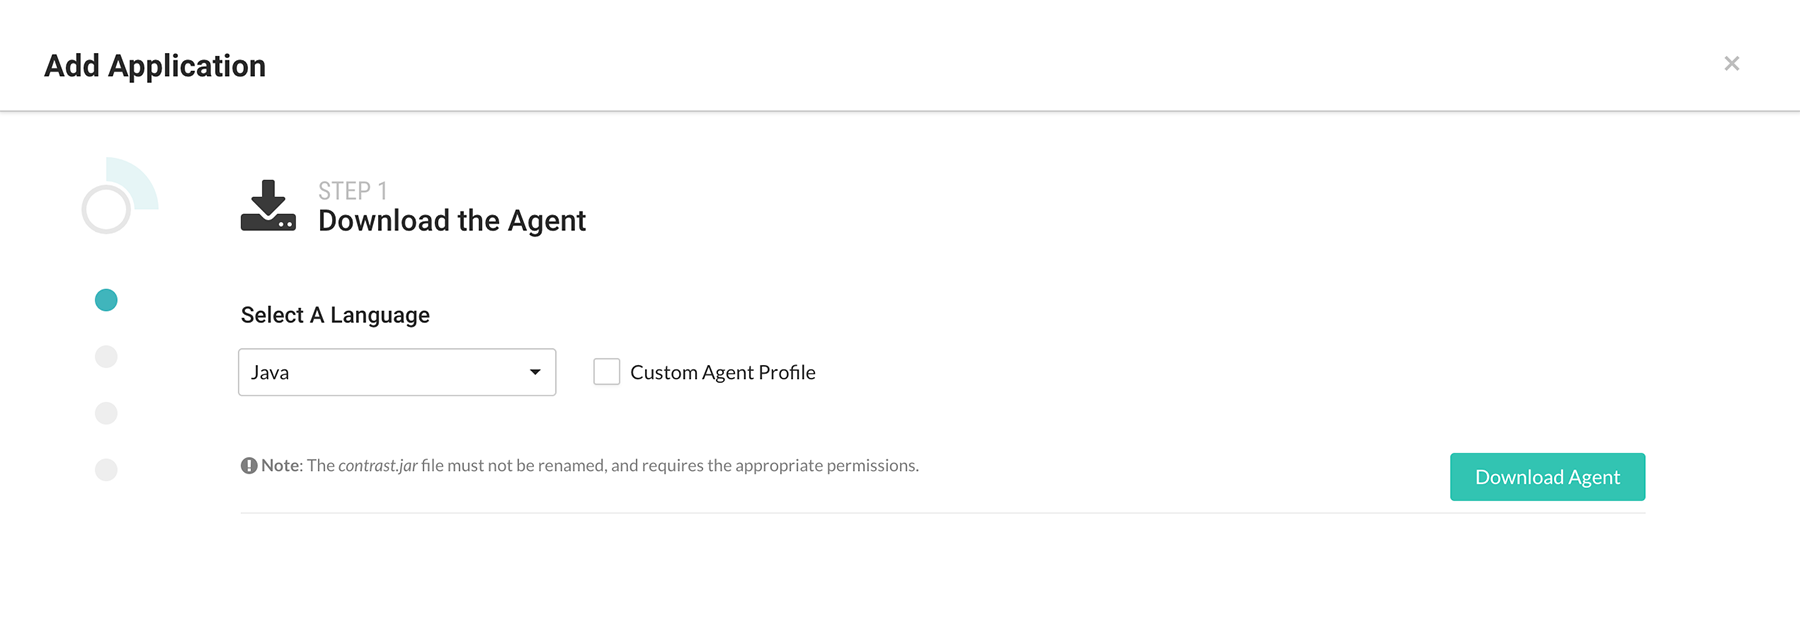 Add Application
STEP 1
Download the Agent
Select A Language
Java
Custom Agent Profile
Note: The contrast.jar file must not be renamed, and requires the appropriate permissions.
Download Agent